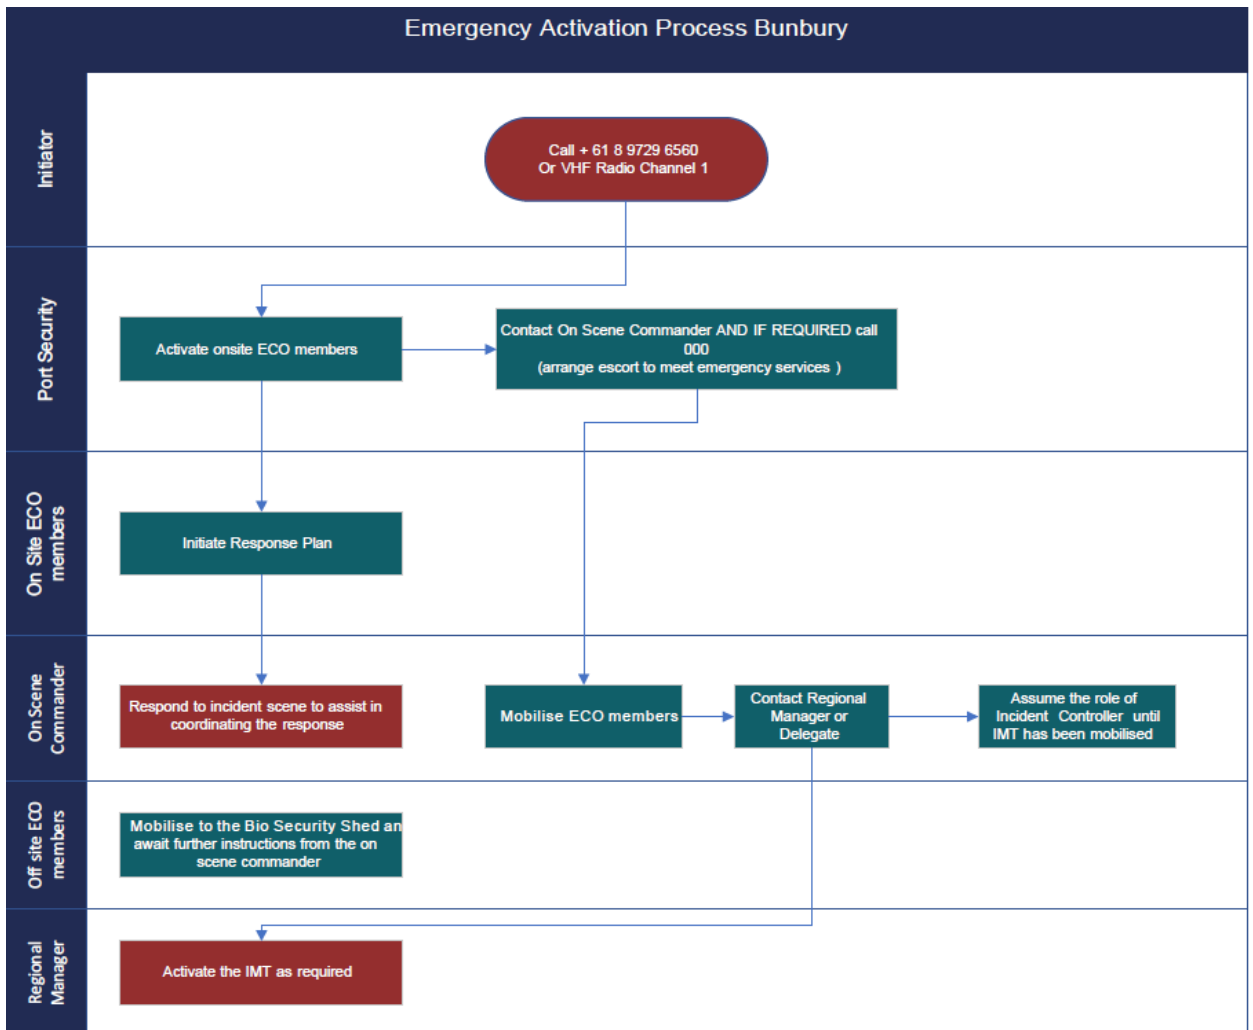 Emergency Activation Process Bunbury
Initiator
Call + 61 8 9729 6560
Or VHF Radio Channel 1
Port Security
Activate onsite ECO members
Contact On Scene Commander AND IF REQUIRED call
000
(arrange escort to meet emergency services )
On Site ECO
members
Initiate Response Plan
On Scene
Commander
Respond to incident scene to assist in
coordinating the response
Mobilise ECO members
Contact Regional
Manager or
Delegate
Assume the role of
Incident Controller until
IMT has been mobilised
Off site ECO
members
Mobilise to the Bio Security Shed an
await further instructions from the on
scene commander
Regional
Manager
Activate the IMT as required